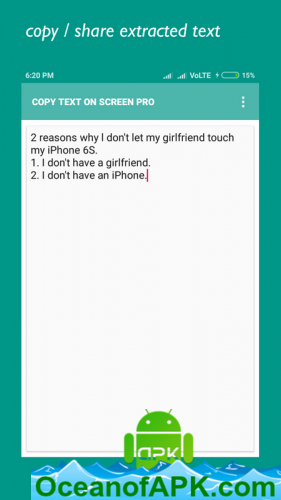 copy / share extracted text
6:20 PM VoLTE 15%
COPY TEXT ON SCREEN PRO
2 reasons why l don't let my girlfriend touch
my iPhone 6S.
1. I don't have a girlfriend.
2. I don't have an iPhone.
APK
OceanofAPK.com